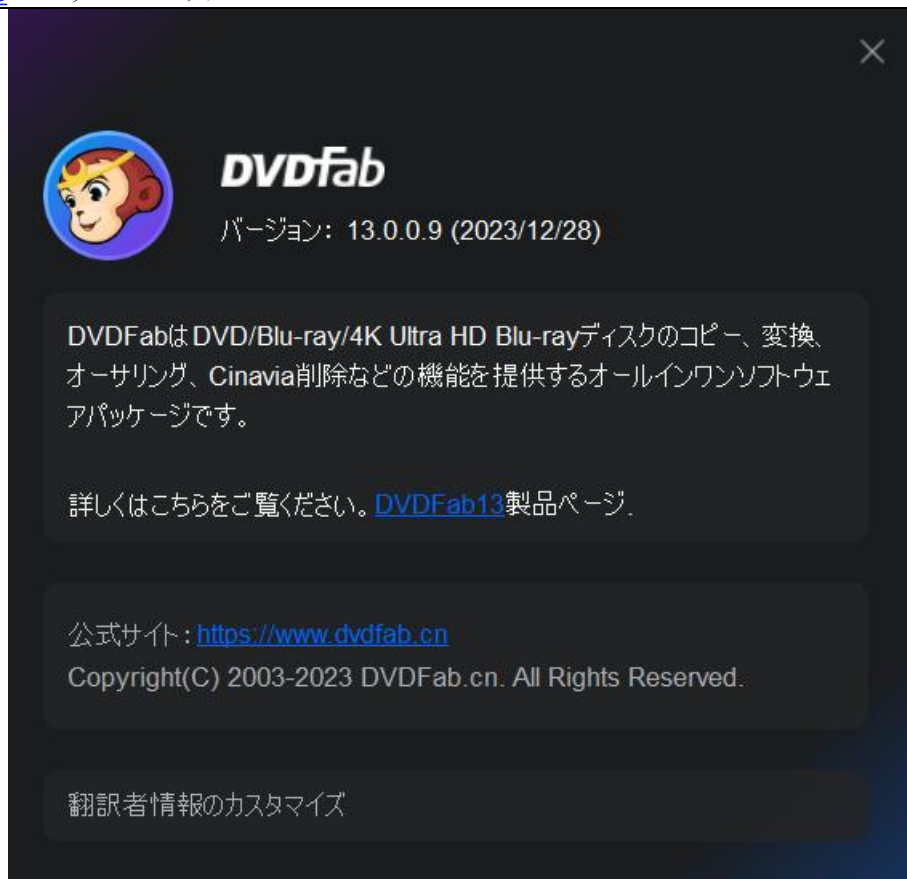 DVDFab
バージョン: 13.0.0.9 (2023/12/28)
DVDFabはDVD/Blu-ray/4K Ultra HD Blu-rayディスクのコピー、変換、
オーサリング、Cinavia削除などの機能を提供するオールインワンソフトウェ
アパッケージです。
詳しくはこちらをご覧ください。DVDFab13製品ページ.
公式サイト: https://www.dvdfab.cn
Copyright(C) 2003-2023 DVDFab.cn. All Rights Reserved.
翻訳者情報のカスタマイズ